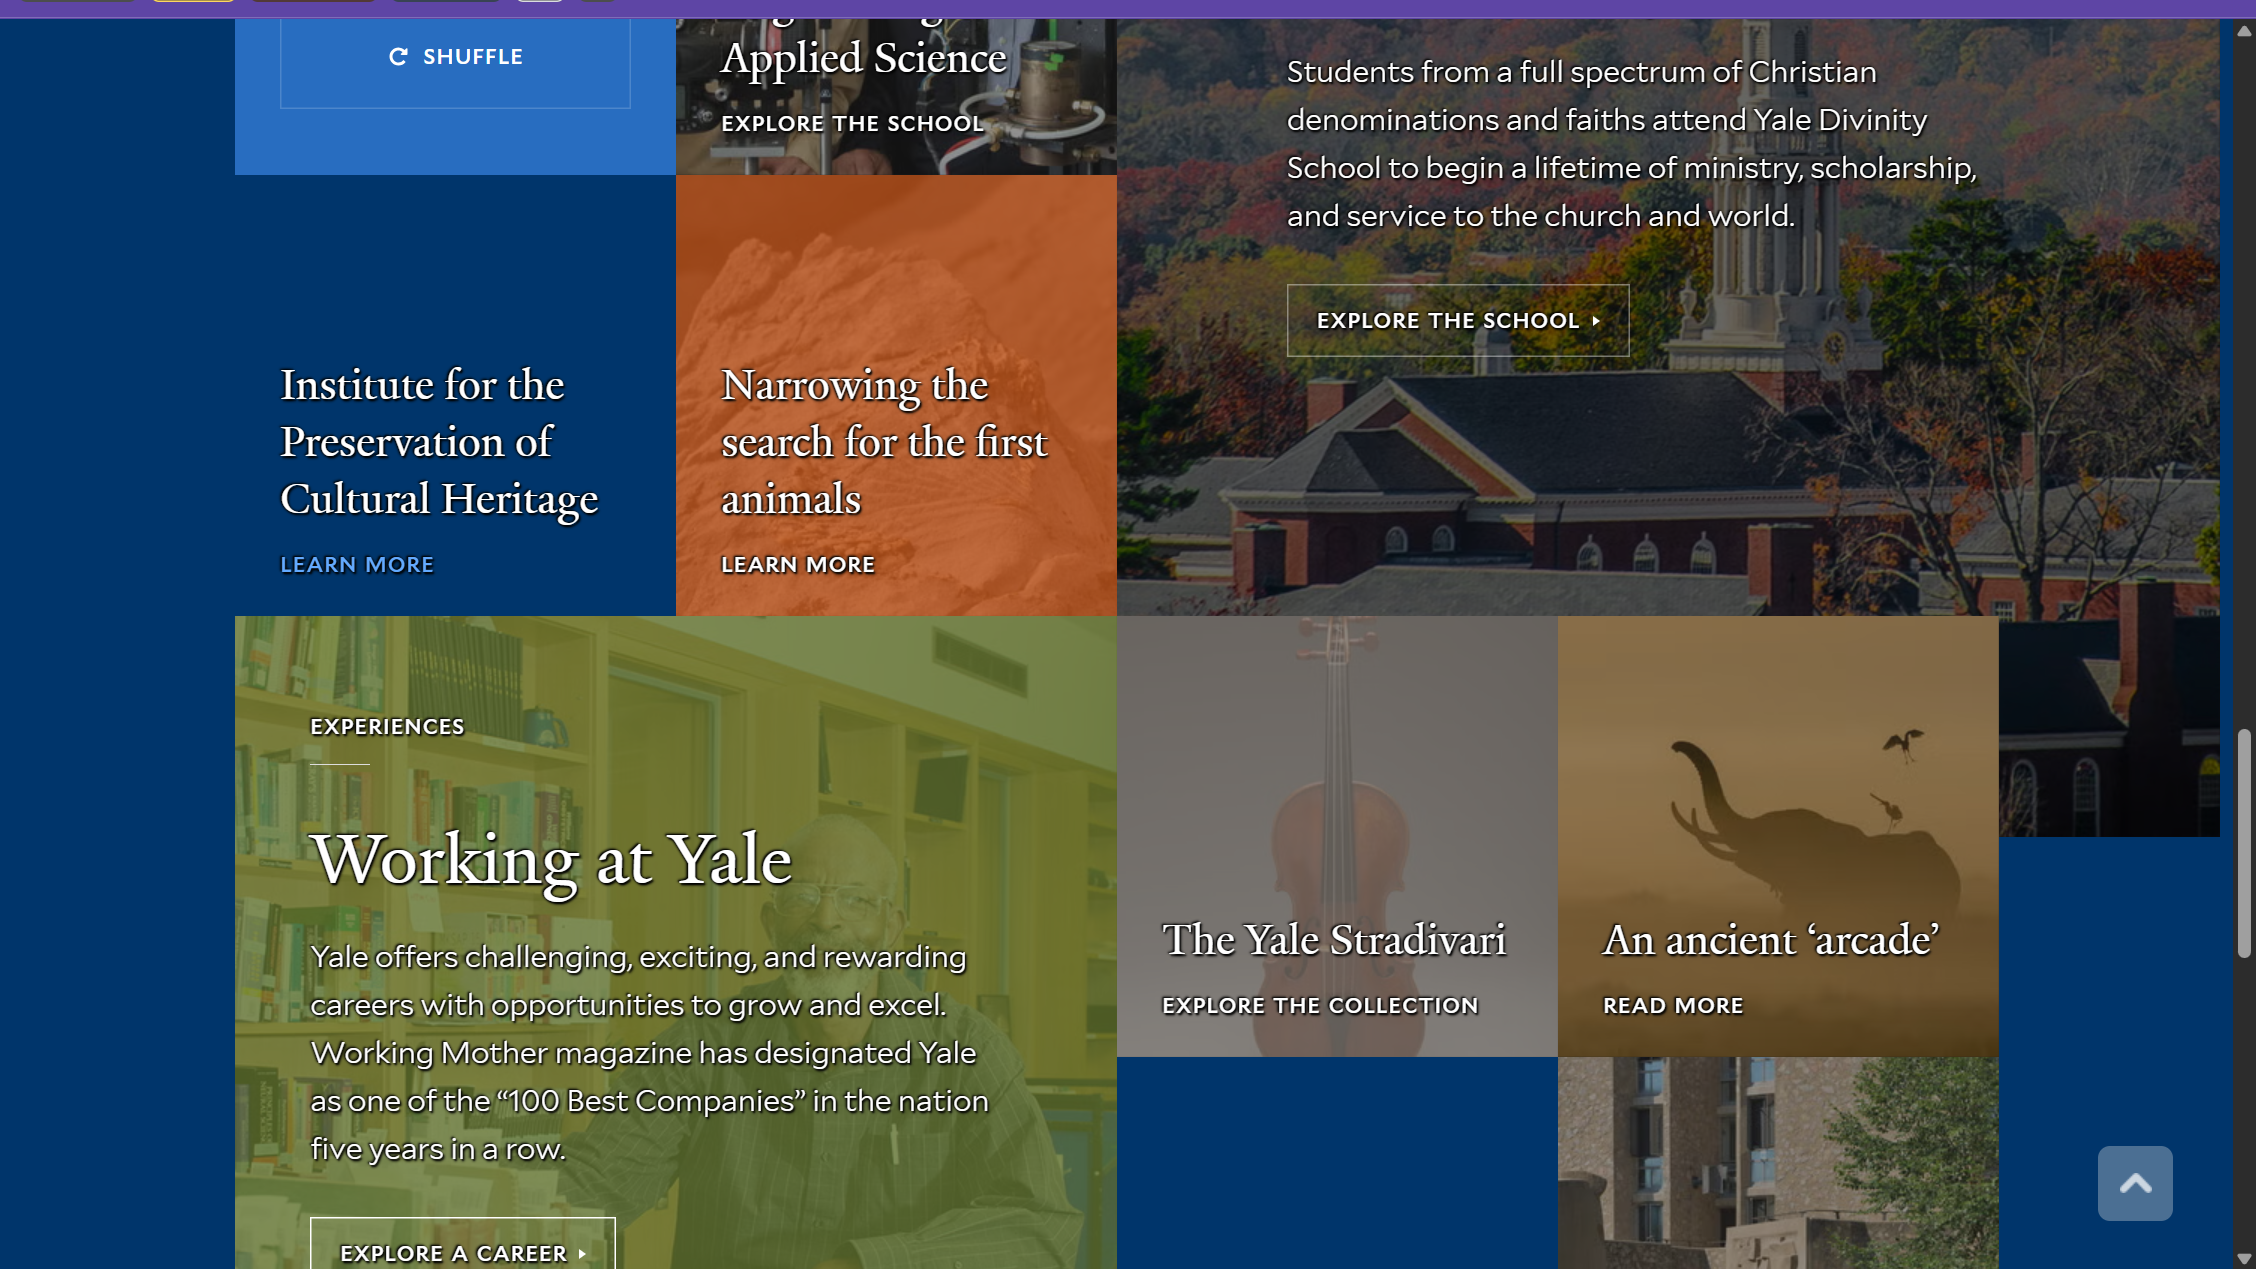 SHUFFLE
Applied Science
EXPLORE THE SCHOOL
Students from a full spectrum of Christian
denominations and faiths attend Yale Divinity
School to begin a lifetime of ministry, scholarship,
and service to the church and world.
EXPLORE THE SCHOOL
Institute for the
Preservation of
Cultural Heritage
LEARN MORE
Narrowing the
search for the first
animals
LEARN MORE
EXPERIENCES
Working at Yale
Yale offers challenging, exciting, and rewarding
careers with opportunities to grow and excel.
Working Mother magazine has designated Yale
as one of the “100 Best Companies” in the nation
five years in a row.
EXPLORE A CAREER
The Yale Stradivari
EXPLORE THE COLLECTION
An ancient ‘arcade’
READ MORE